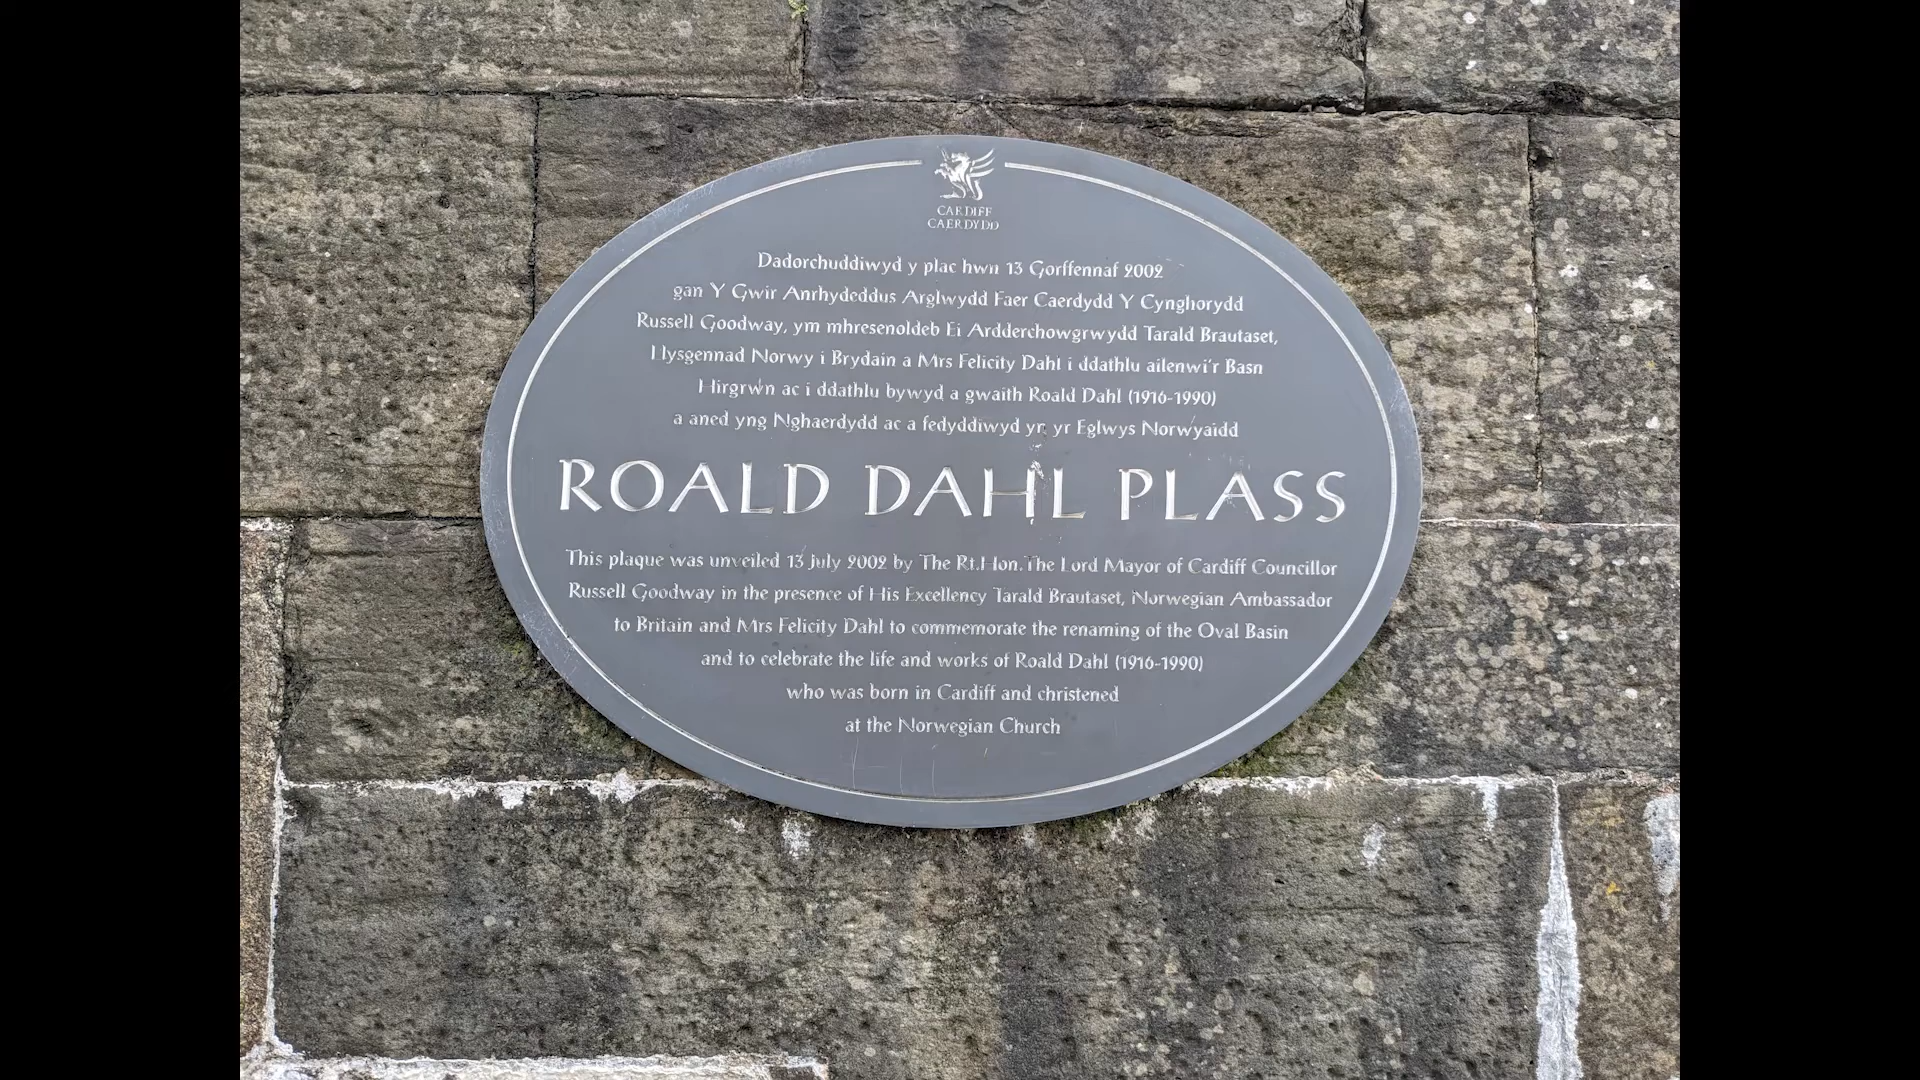 CARDIFF
CAERDYDD
Dadorchuddiwyd y plac hwn 13 Gorffennaf 2002
gan Y Gwir Anrhydeddus Arglwydd Faer Caerdydd Y Cynghorydd
Russell Goodway, ym mhresenoldeb Ei Ardderchowgrwydd Tarald Brautaset,
Llysgennad Norwy i Brydain a Mrs Felicity Dahl i ddathlu ailenwi'r Basn
Hirgrwn ac i ddathlu bywyd a gwaith Roald Dahl (1916-1990)
a aned yng Nghaerdydd ac a fedyddiwyd yn yr Eglwys Norwyaidd
ROALD DAHL PLASS
This plaque was unveiled 13 July 2002 by The Rt.Hon.The Lord Mayor of Cardiff Councillor
Russell Goodway in the presence of His Excellency Tarald Brautaset, Norwegian Ambassador
to Britain and Mrs Felicity Dahl to commemorate the renaming of the Oval Basin
and to celebrate the life and works of Roald Dahl (1916-1990)
who was born in Cardiff and christened
at the Norwegian Church